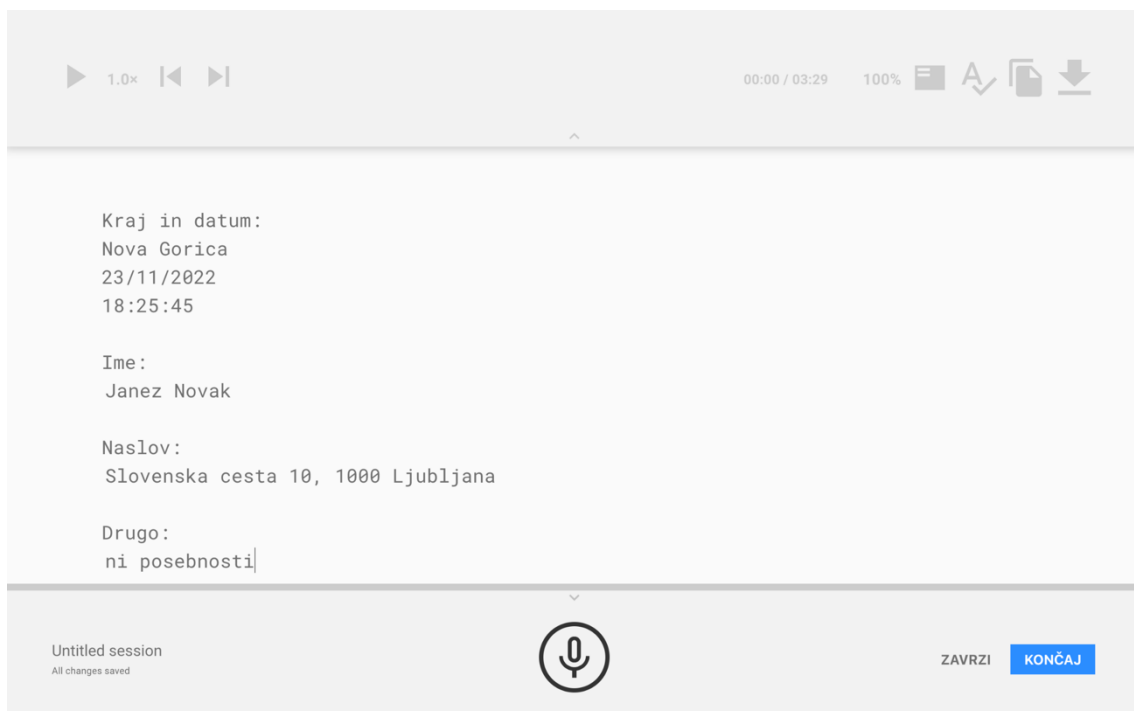 1.0×
00:00 / 03:29
100%
Kraj in datum:
Nova Gorica
23/11/2022
18:25:45
Ime:
Janez Novak
Naslov:
Slovenska cesta 10, 1000 Ljubljana
Drugo:
ni posebnosti
Untitled session
All changes saved
ZAVRZI
KONČAJ